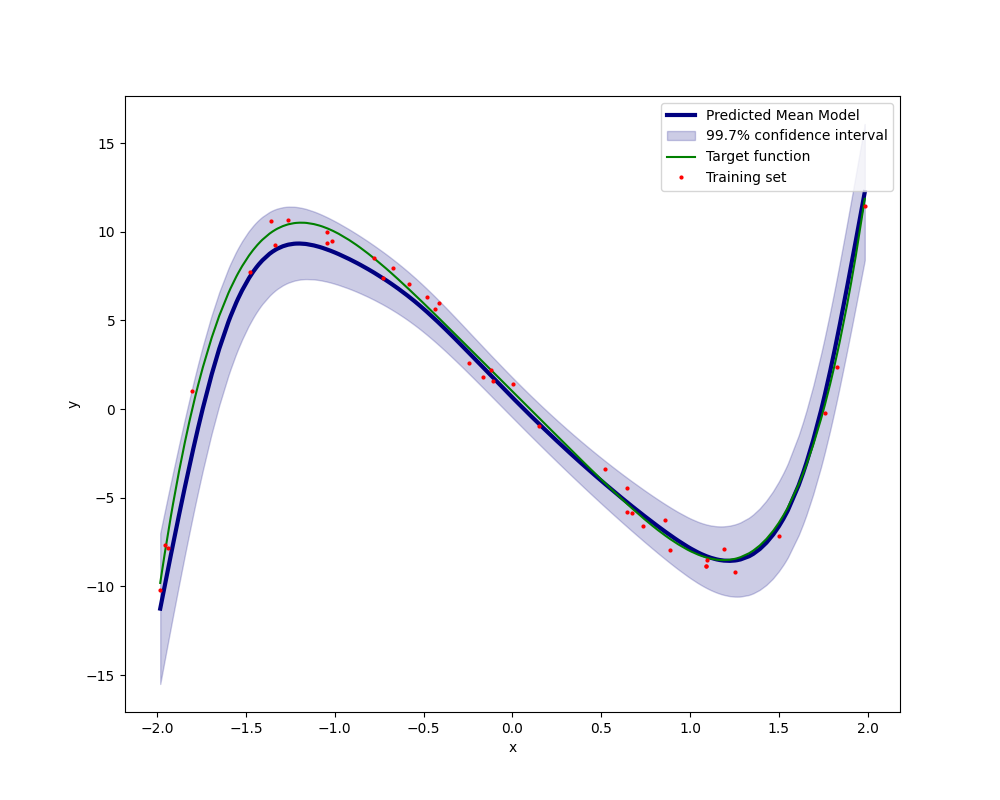 Predicted Mean Model
99.7% confidence interval
Target function
Training set
15
10
5
0
−5
−10
−15
y
−2.0 −1.5 −1.0 −0.5 0.0 0.5 1.0 1.5 2.0
x